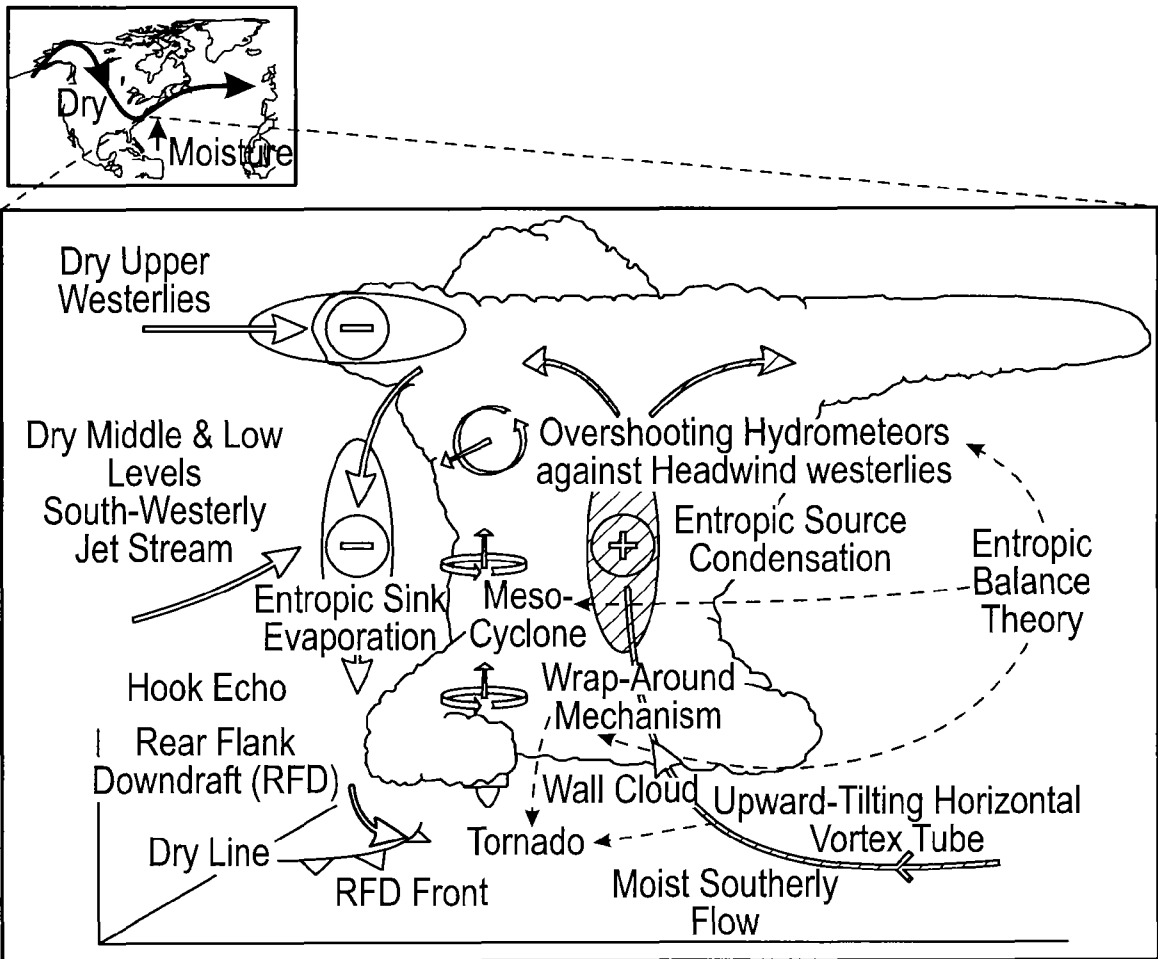 Dry
Moisture
Dry Upper
Westerlies
Dry Middle & Low
Levels
South-Westerly
Jet Stream
Overshooting Hydrometeors
against Headwind westerlies
Entropic Source
Condensation
Entropic
Balance
Theory
Entropic Sink
Evaporation
Meso-
Cyclone
Hook Echo
Wrap-Around
Mechanism
Rear Flank
Downdraft (RFD)
Wall Cloud
Upward-Tilting Horizontal
Vortex Tube
Dry Line
Tornado
RFD Front
Moist Southerly
Flow